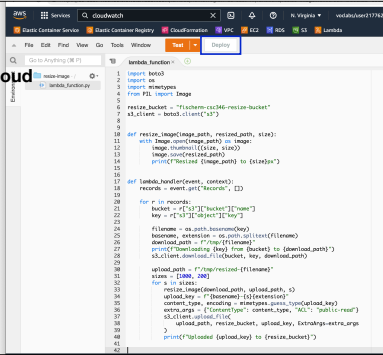 aws
Services
Q cloudwatch
N. Virginia
voclabs/user217762
Elastic Container Service
Elastic Container Registry
CloudFormation
VPC
EC2
RDS
S3
Lambda
File Edit Find View Go Tools Window
Test
Deploy
Go to Anything (⌘ P)
lambda_function
oud
resize-image - /
lambda_function.py
Environment
1 import boto3
2 import os
3 import mimetypes
4 from PIL import Image
5
6 resize_bucket = "fischerm-csc346-resize-bucket"
7 s3_client = boto3.client("s3")
8
9
10 def resize_image(image_path, resized_path, size):
11 with Image.open(image_path) as image:
12 image.thumbnail((size, size))
13 image.save(resized_path)
14 print(f"Resized {image_path} to {size}px")
15
16
17 def lambda_handler(event, context):
18 records = event.get("Records", [])
19
20 for r in records:
21 bucket = r["s3"]["bucket"]["name"]
22 key = r["s3"]["object"]["key"]
23
24 filename = os.path.basename(key)
25 basename, extension = os.path.splitext(filename)
26 download_path = f"/tmp/{filename}"
27 print(f"Downloading {key} from {bucket} to {download_path}")
28 s3_client.download_file(bucket, key, download_path)
29
30 upload_path = f"/tmp/resized-{filename}"
31 sizes = [1000, 200]
32 for s in sizes:
33 resize_image(download_path, upload_path, s)
34 upload_key = f"{basename}-{s}{extension}"
35 content_type, encoding = mimetypes.guess_type(upload_key)
36 extra_args = {"ContentType": content_type, "ACL": "public-read"}
37 s3_client.upload_file(
38 upload_path, resize_bucket, upload_key, ExtraArgs=extra_args
39 )
40 print(f"Uploaded {upload_key} to {resize_bucket}")
41
42